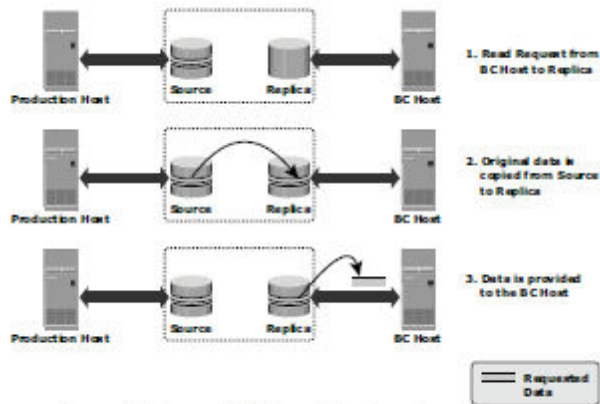 Production Host
Source
Replica
BC Host
1. Read Request from
BC Host to Replica
Production Host
Source
Replica
BC Host
2. Original data is
copied from Source
to Replica
Production Host
Source
Replica
BC Host
3. Data is provided
to the BC Host
Requested
Data